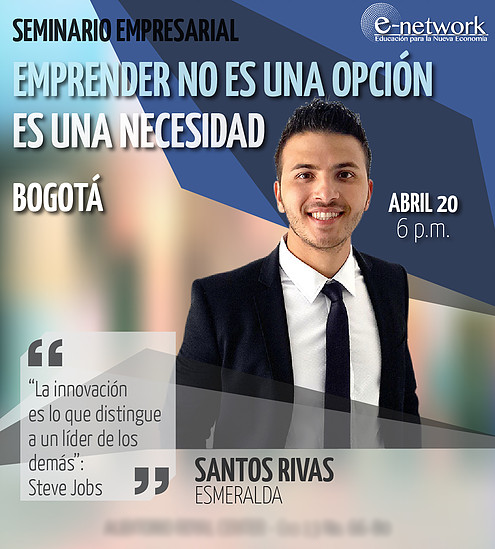 SEMINARIO EMPRESARIAL
e-network
Educación para la Nueva Economía
EMPRENDER NO ES UNA OPCIÓN
ES UNA NECESIDAD
BOGOTÁ
ABRIL 20
6 p.m.
“La innovación
es lo que distingue
a un líder de los
demás”:
Steve Jobs
SANTOS RIVAS
ESMERALDA